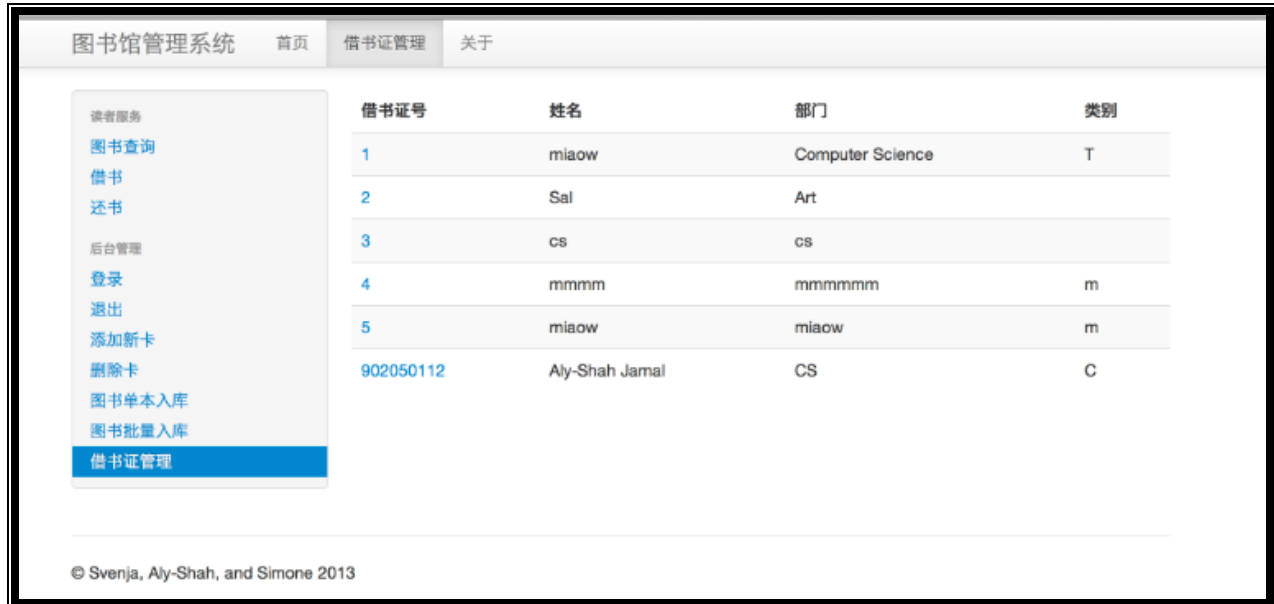 图书馆管理系统 首页 借书证管理 关于
读者服务
图书查询
借书
还书
后台管理
登录
退出
添加新卡
删除卡
图书单本入库
图书批量入库
借书证管理
借书证号 姓名 部门 类别
1 miaow Computer Science T
2 Sal Art
3 cs cs
4 mmmm mmmmmm m
5 miaow miaow m
902050112 Aly-Shah Jamal CS C
© Svenja, Aly-Shah, and Simone 2013